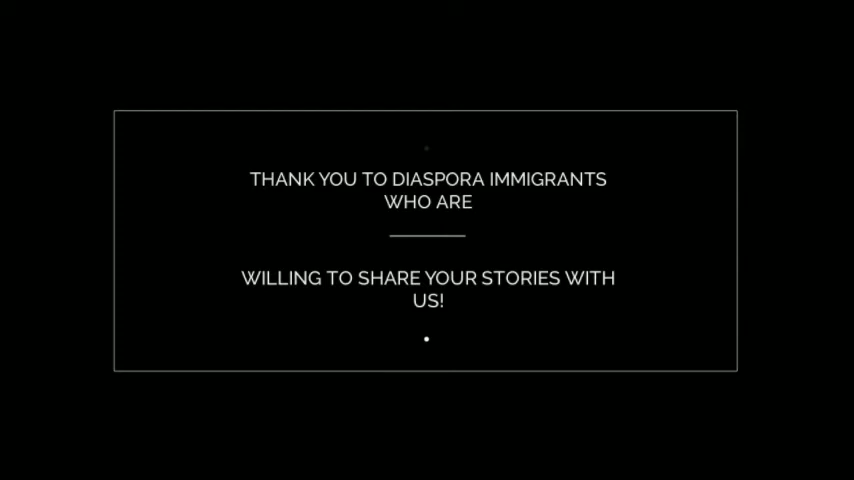 THANK YOU TO DIASPORA IMMIGRANTS
WHO ARE
WILLING TO SHARE YOUR STORIES WITH
US!